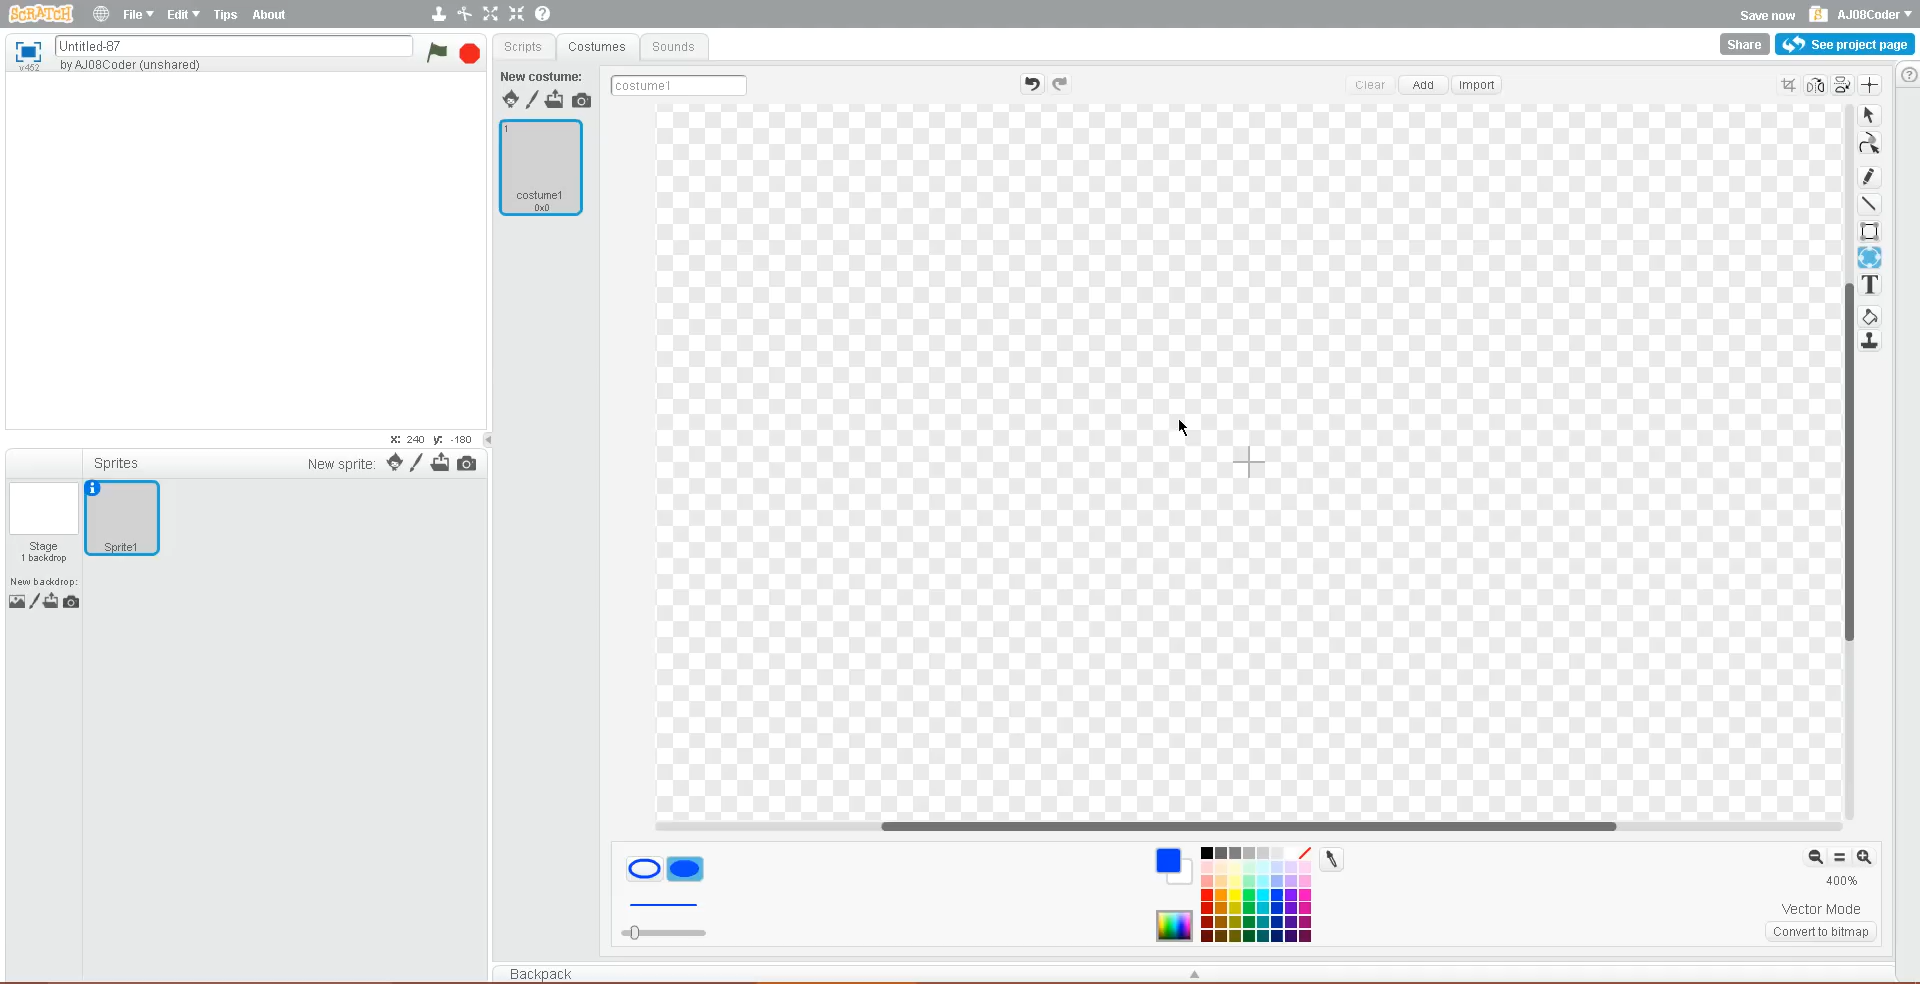 SCRATCH File Edit Tips About Save now AJ08Coder
v452 Untitled-87
by AJ08Coder (unshared)
Scripts Costumes Sounds Share See project page
New costume:
costume1 Clear Add Import
1
costume1
0x0
T
X: 240 y: -180
Sprites New sprite:
Sprite1
Stage
1 backdrop
New backdrop:
400%
Vector Mode
Convert to bitmap
Backpack